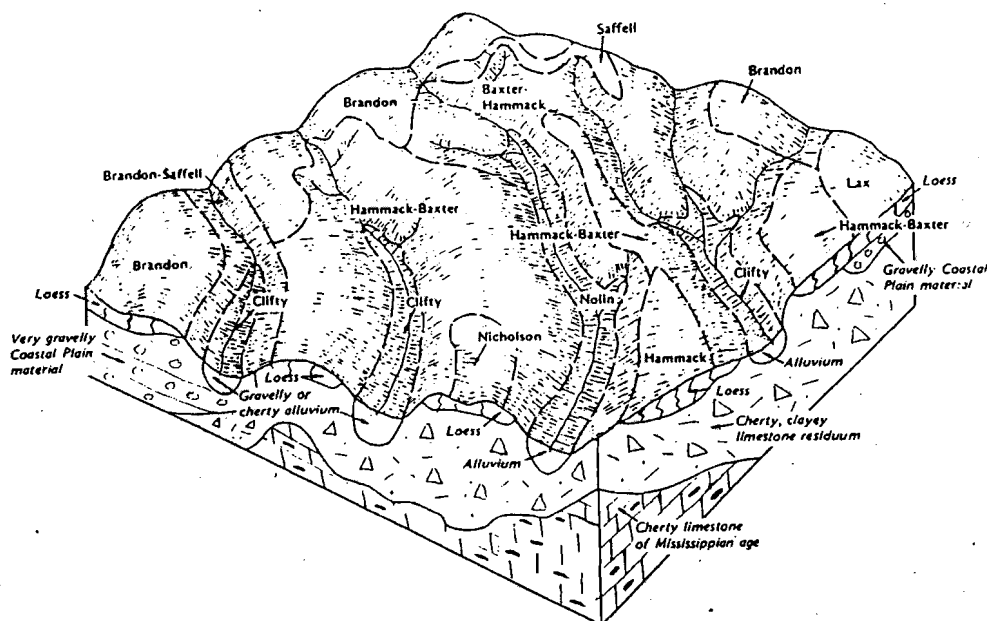 Saffell
Brandon
Baxter-
Hammack
Brandon
Brandon-Saffell
Lax
Loess
Hammack-Baxter
Hammack-Baxter
Hammack-Baxter
Gravelly Coastal
Plain material
Brandon
Clifty
Loess
Clifty
Clifty
Nolin
Nicholson
Very gravelly
Coastal Plain
material
Hammack
Alluvium
Loess
Gravelly or
cherty alluvium
Loess
Loess
Cherty, clayey
limestone residuum
Alluvium
Cherty limestone
of Mississippian age